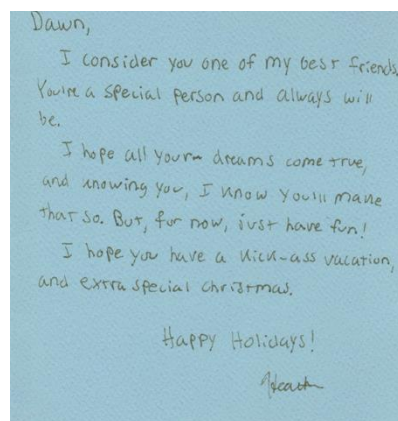 Dawn,
I consider you one of my best friends.
You're a special person and always will
be.
I hope all your dreams come true,
and knowing you, I know you'll make
that so. But, for now, just have fun!
I hope you have a kick-ass vacation,
and extra special christmas.
Happy Holidays!
Heath